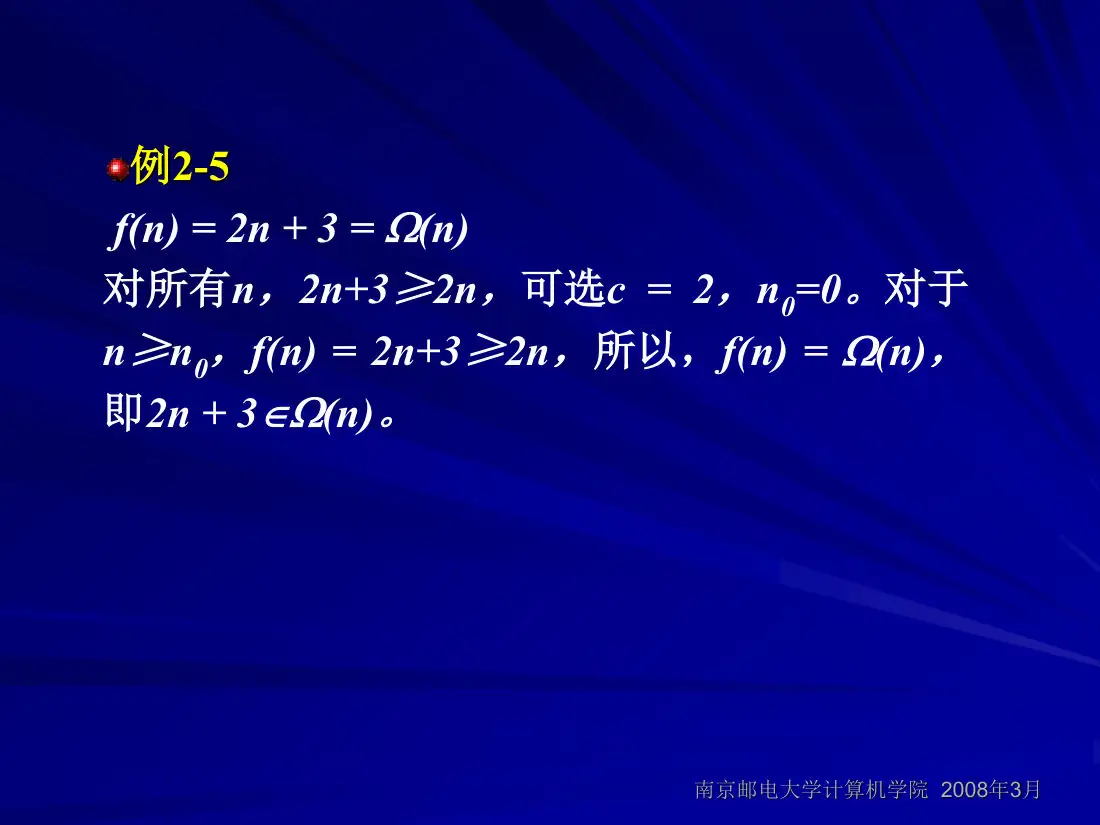 例2-5
f(n) = 2n + 3 = Ω(n)
对所有n，2n+3≥2n，可选c = 2，n₀=0。对于
n≥n₀，f(n) = 2n+3≥2n，所以，f(n) = Ω(n)，
即2n + 3∈Ω(n)。
南京邮电大学计算机学院 2008年3月